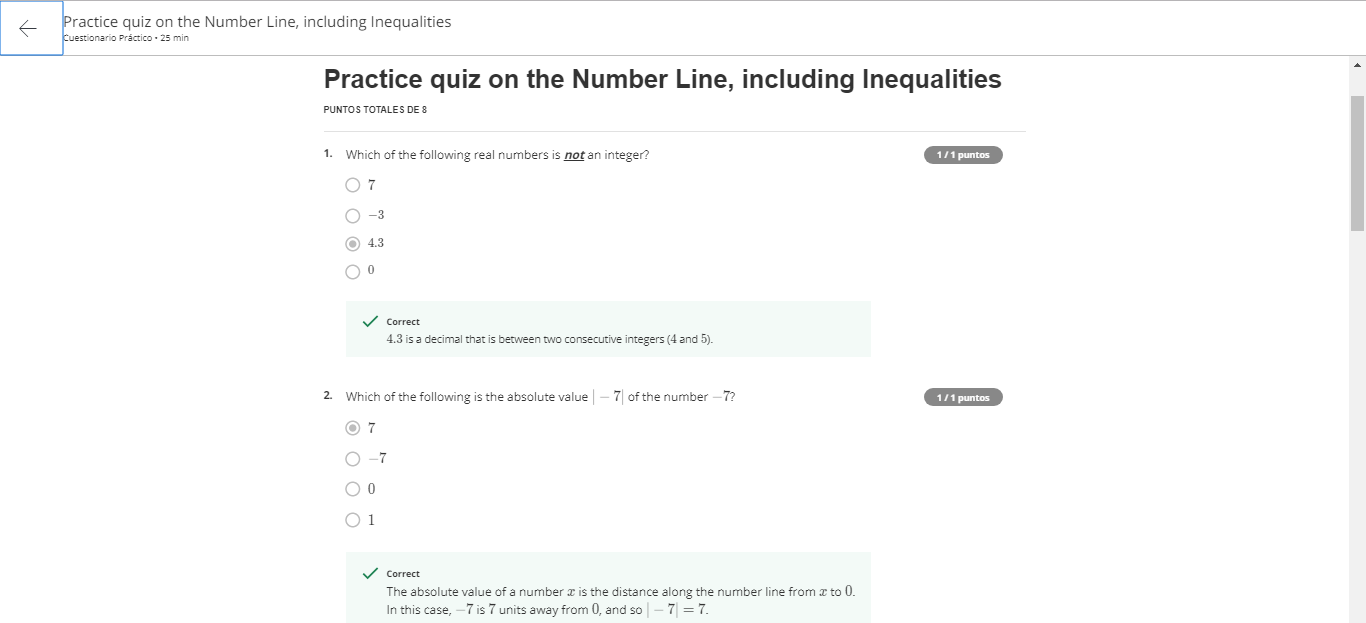 Practice quiz on the Number Line, including Inequalities
Cuestionario Práctico • 25 min
Practice quiz on the Number Line, including Inequalities
PUNTOS TOTALES DE 8
1. Which of the following real numbers is not an integer?
1 / 1 puntos
7
−3
4.3
0
Correct
4.3 is a decimal that is between two consecutive integers (4 and 5).
2. Which of the following is the absolute value | − 7| of the number −7?
1 / 1 puntos
7
−7
0
1
Correct
The absolute value of a number x is the distance along the number line from x to 0.
In this case, −7 is 7 units away from 0, and so | − 7| = 7.